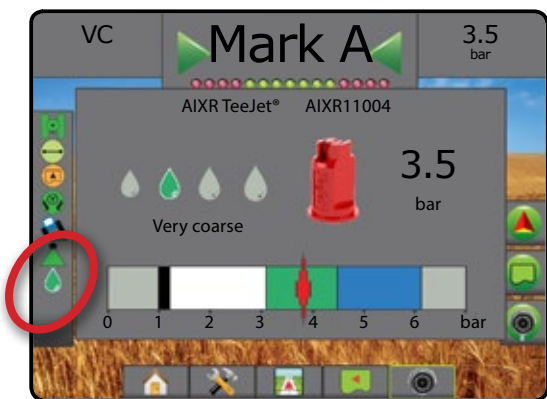 VC
Mark A
3.5
bar
AIXR TeeJet® AIXR11004
3.5
bar
Very coarse
0 1 2 3 4 5 6 bar